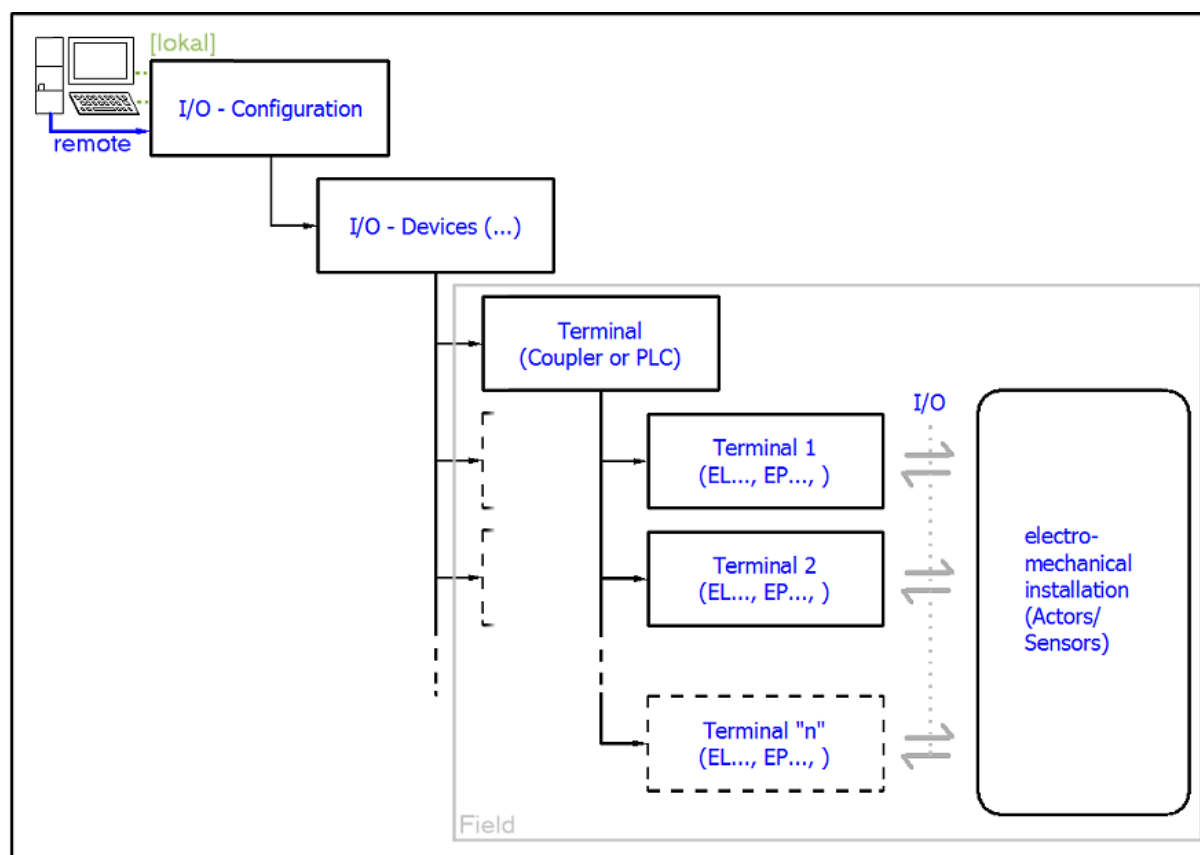 [lokal]
I/O - Configuration
remote
I/O - Devices (...)
Terminal
(Coupler or PLC)
I/O
Terminal 1
(EL..., EP..., )
Terminal 2
(EL..., EP..., )
electro-
mechanical
installation
(Actors/
Sensors)
Terminal "n"
(EL..., EP..., )
Field